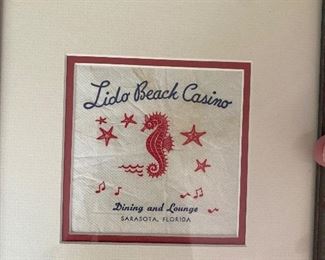 Lido Beach Casino
Dining and Lounge
SARASOTA, FLORIDA